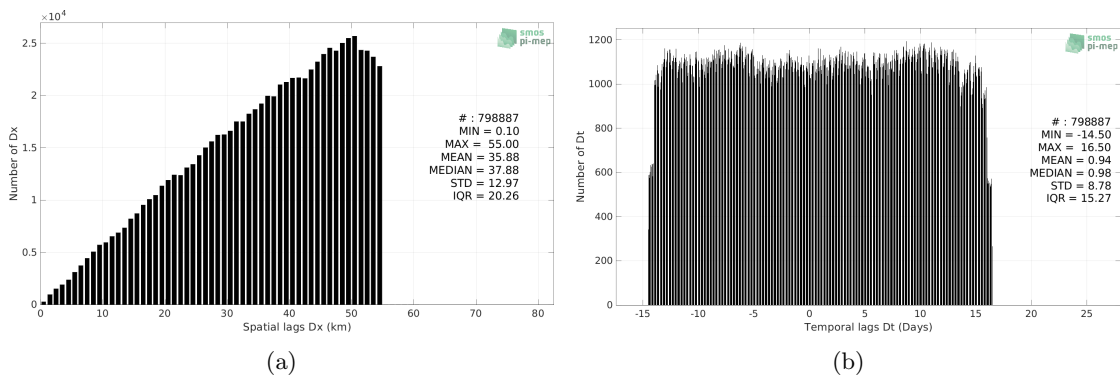 ×10⁴
2.5
2
1.5
1
0.5
0
Number of Dx
0 10 20 30 40 50 60 70 80
Spatial lags Dx (km)
smos
pi-mep
# : 798887
MIN = 0.10
MAX = 55.00
MEAN = 35.88
MEDIAN = 37.88
STD = 12.97
IQR = 20.26
(a)
1200
1000
800
600
400
200
0
Number of Dt
-15 -10 -5 0 5 10 15 20 25
Temporal lags Dt (Days)
smos
pi-mep
# : 798887
MIN = -14.50
MAX = 16.50
MEAN = 0.94
MEDIAN = 0.98
STD = 8.78
IQR = 15.27
(b)